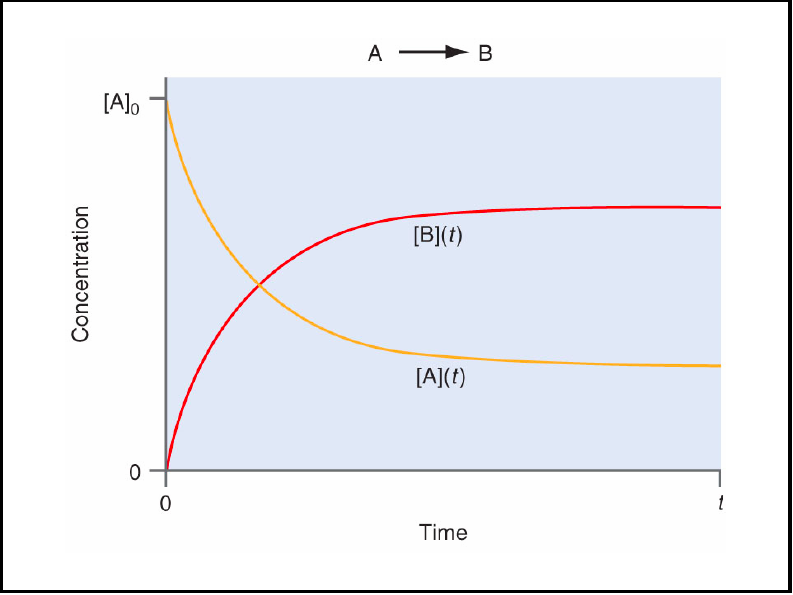 A ⟶ B
[A]₀
[B](t)
[A](t)
Concentration
0
0
t
Time